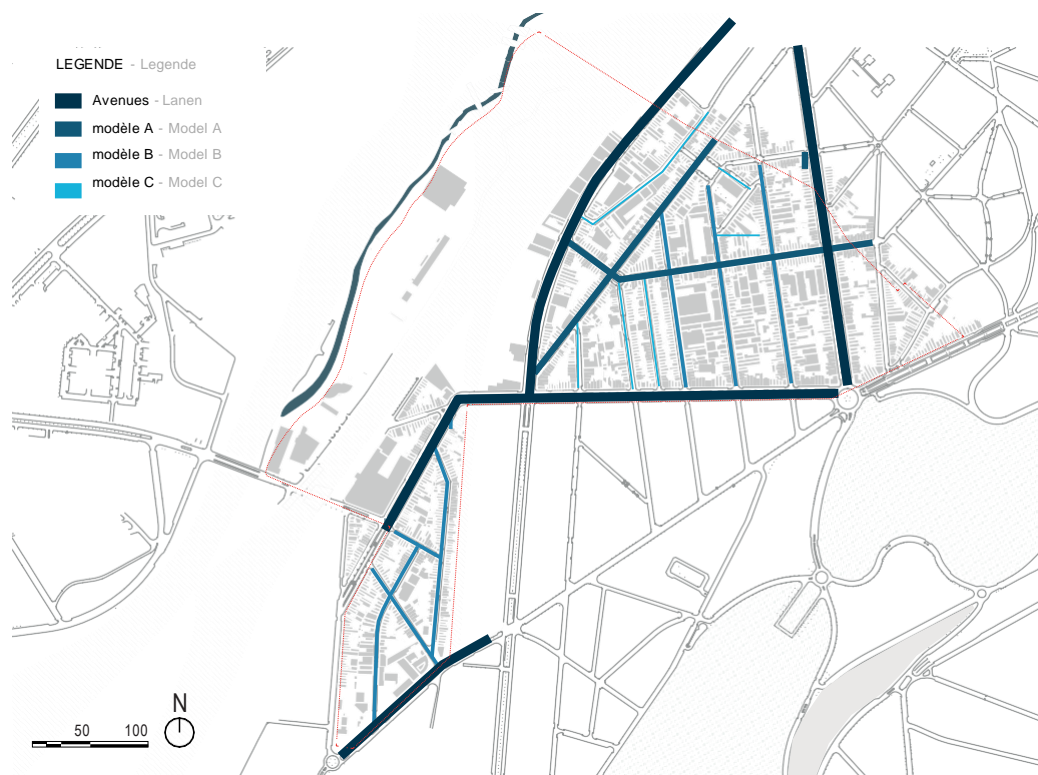 LEGENDE - Legende
Avenues - Lanen
modèle A - Model A
modèle B - Model B
modèle C - Model C
N
50 100